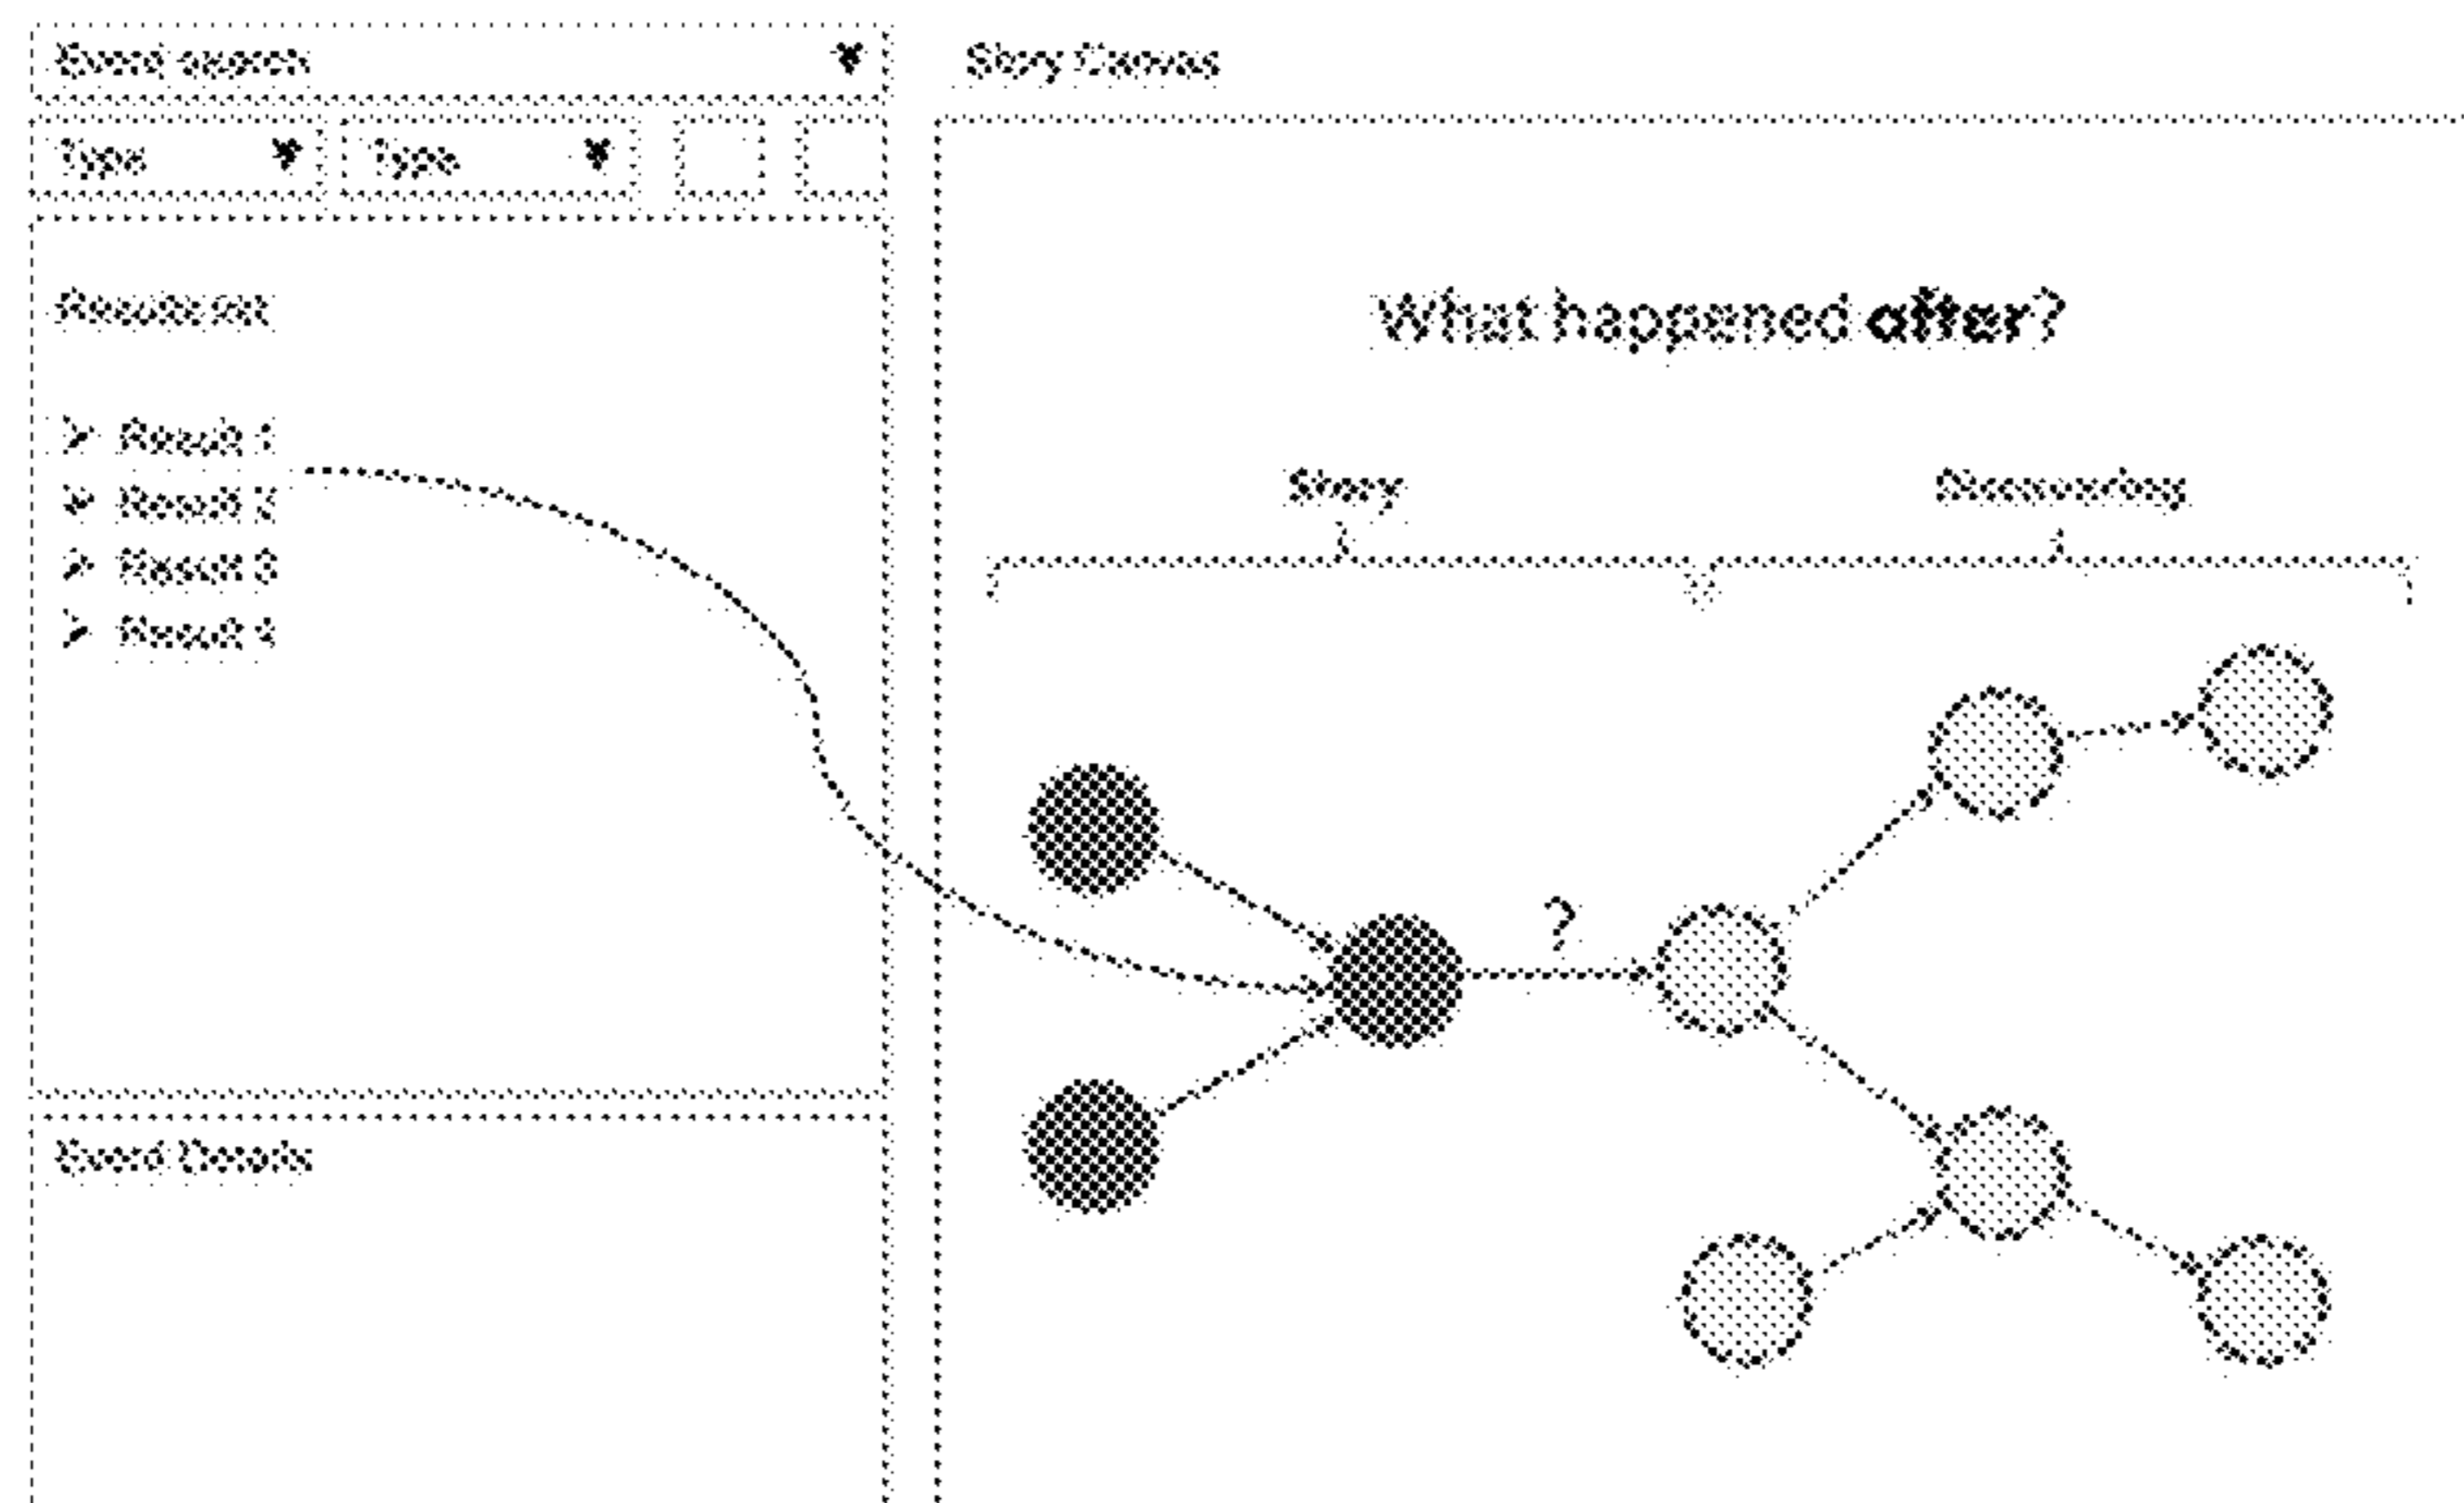 Event search
Story Canvas
Type
Type
Result list
What happened after?
Result 1
Story
Result 2
Result 3
Result 4
?
Event Details